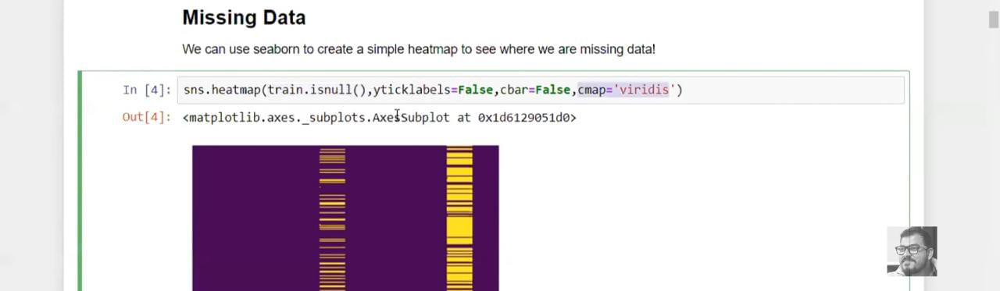 Missing Data
We can use seaborn to create a simple heatmap to see where we are missing data!
In [4]: sns.heatmap(train.isnull(),yticklabels=False,cbar=False,cmap='viridis')
Out[4]: <matplotlib.axes._subplots.AxesSubplot at 0x1d6129051d0>